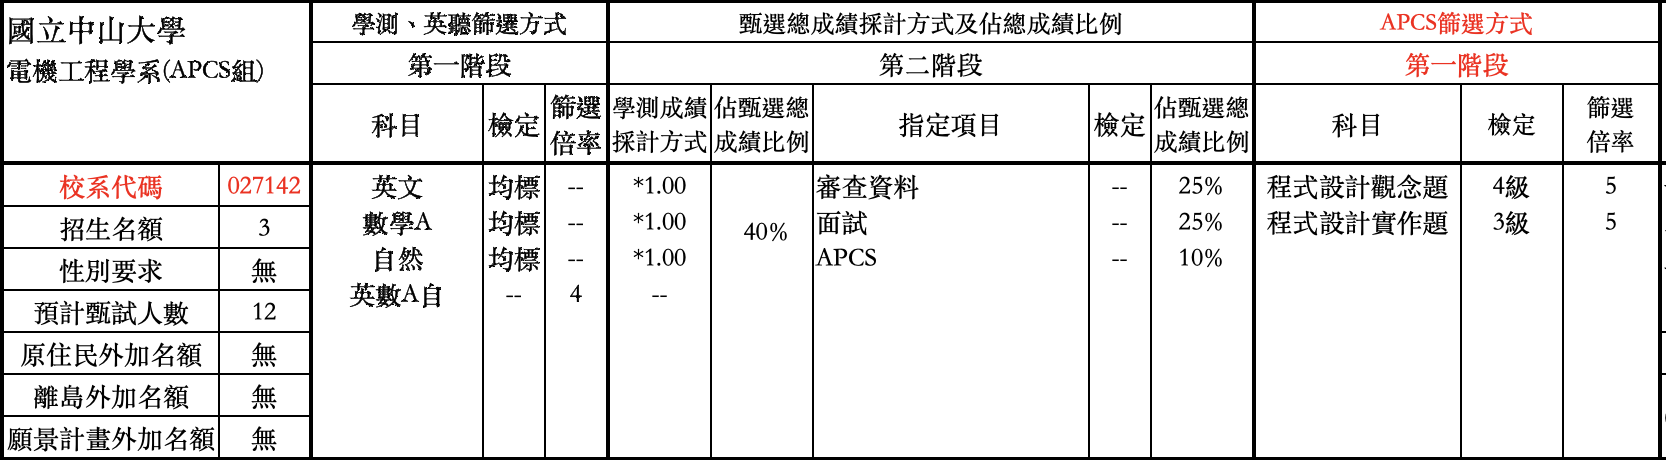 國立中山大學
電機工程學系(APCS組)
學測、英聽篩選方式 甄選總成績採計方式及佔總成績比例 APCS篩選方式
第一階段 第二階段 第一階段
科目 檢定 篩選倍率 學測成績採計方式 佔甄選總成績比例 指定項目 檢定 佔甄選總成績比例 科目 檢定 篩選倍率
校系代碼 027142 英文 均標 -- *1.00 40% 審查資料 -- 25% 程式設計觀念題 4級 5
招生名額 3 數學A 均標 -- *1.00 面試 -- 25% 程式設計實作題 3級 5
性別要求 無 自然 均標 -- *1.00 APCS -- 10%
預計甄試人數 12 英數A自 -- 4 --
原住民外加名額 無
離島外加名額 無
願景計畫外加名額 無